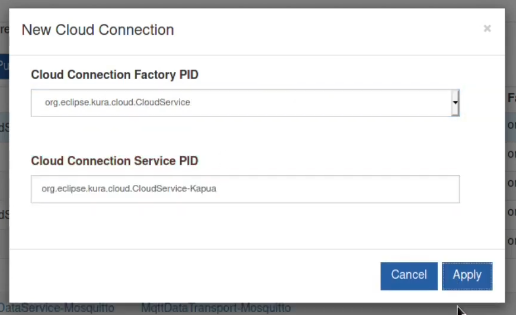 New Cloud Connection ×
Cloud Connection Factory PID
org.eclipse.kura.cloud.CloudService
Cloud Connection Service PID
org.eclipse.kura.cloud.CloudService-Kapua
Cancel Apply
DataService-Mosquitto MqttDataTransport-Mosquitto